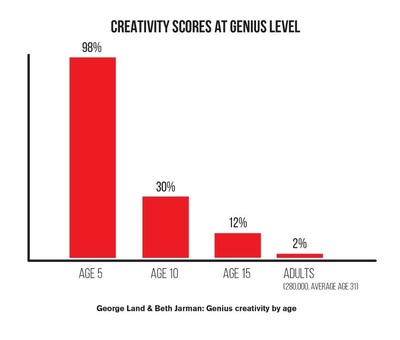 CREATIVITY SCORES AT GENIUS LEVEL
98%
30%
12%
2%
AGE 5
AGE 10
AGE 15
ADULTS
(280,000, AVERAGE AGE 31)
George Land & Beth Jarman: Genius creativity by age